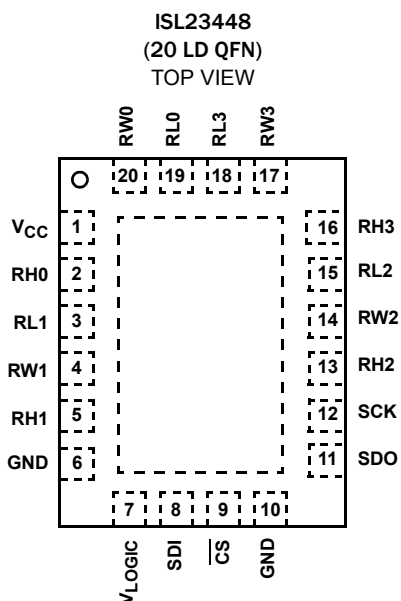 ISL23448
(20 LD QFN)
TOP VIEW
RW0 RL0 RL3 RW3
20 19 18 17
VCC 1
RH0 2
RL1 3
RW1 4
RH1 5
GND 6
16 RH3
15 RL2
14 RW2
13 RH2
12 SCK
11 SDO
7 8 9 10
VLOGIC SDI C̅S̅ GND